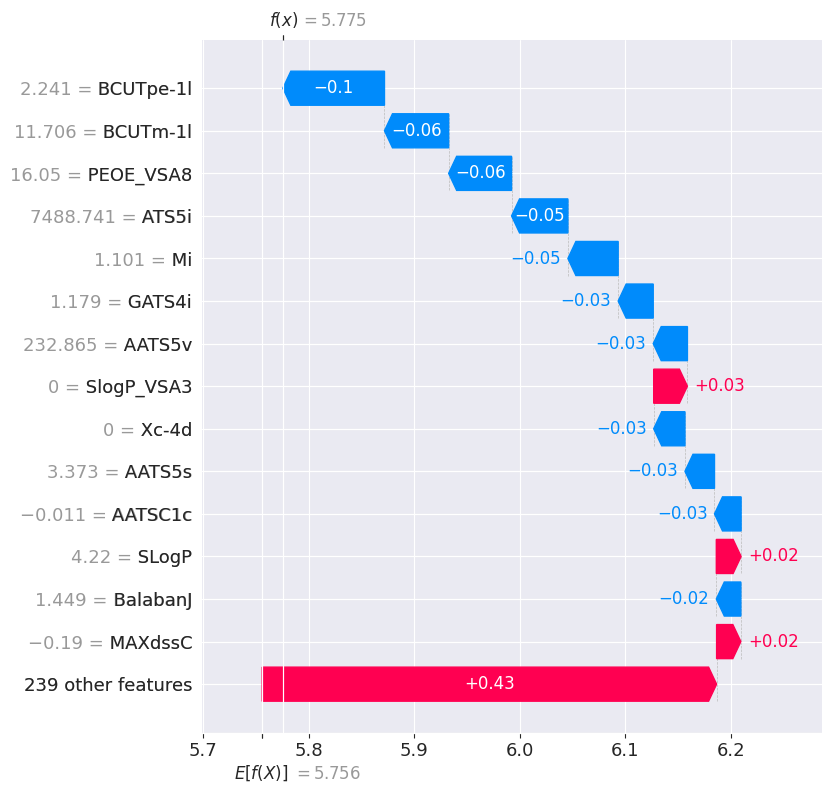 f(x) = 5.775
2.241 = BCUTpe-1l −0.1
11.706 = BCUTm-1l −0.06
16.05 = PEOE_VSA8 −0.06
7488.741 = ATS5i −0.05
1.101 = Mi −0.05
1.179 = GATS4i −0.03
232.865 = AATS5v −0.03
0 = SlogP_VSA3 +0.03
0 = Xc-4d −0.03
3.373 = AATS5s −0.03
−0.011 = AATSC1c −0.03
4.22 = SLogP +0.02
1.449 = BalabanJ −0.02
−0.19 = MAXdssC +0.02
239 other features +0.43
5.7 5.8 5.9 6.0 6.1 6.2
E[f(X)] = 5.756